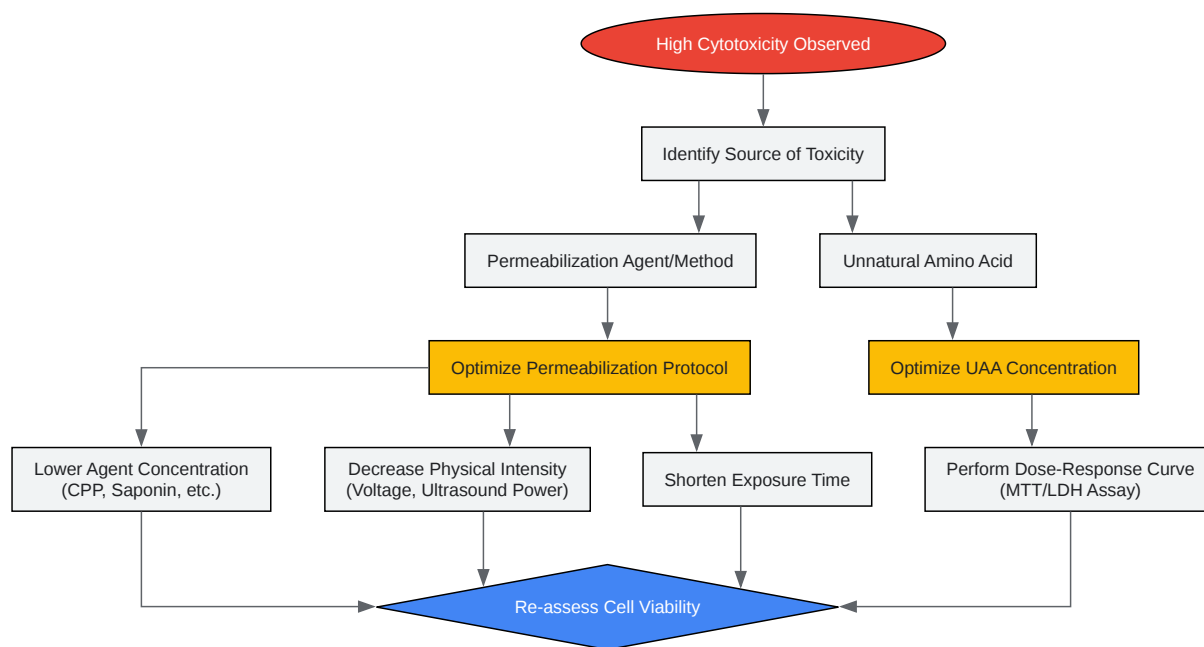 High Cytotoxicity Observed
Identify Source of Toxicity
Permeabilization Agent/Method
Unnatural Amino Acid
Optimize Permeabilization Protocol
Optimize UAA Concentration
Lower Agent Concentration
(CPP, Saponin, etc.)
Decrease Physical Intensity
(Voltage, Ultrasound Power)
Shorten Exposure Time
Perform Dose-Response Curve
(MTT/LDH Assay)
Re-assess Cell Viability